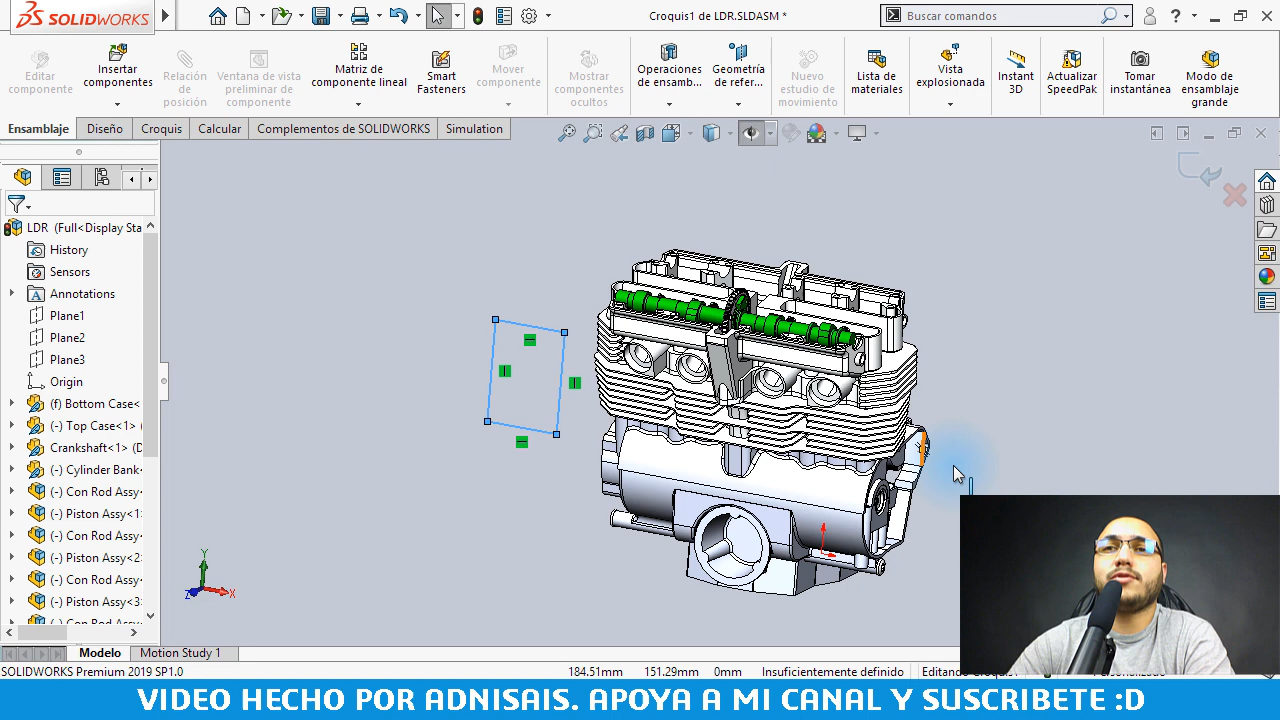 SOLIDWORKS
Croquis1 de LDR.SLDASM *
Buscar comandos
Editar componente
Insertar componentes
Relación de posición
Ventana de vista preliminar de componente
Matriz de componente lineal
Smart Fasteners
Mover componente
Mostrar componentes ocultos
Operaciones de ensamb...
Geometría de refer...
Nuevo estudio de movimiento
Lista de materiales
Vista explosionada
Instant 3D
Actualizar SpeedPak
Tomar instantánea
Modo de ensamblaje grande
Ensamblaje
Diseño
Croquis
Calcular
Complementos de SOLIDWORKS
Simulation
LDR (Full<Display Sta
History
Sensors
Annotations
Plane1
Plane2
Plane3
Origin
(f) Bottom Case<
(-) Top Case<1> (
Crankshaft<1> (D
(-) Cylinder Bank<
(-) Con Rod Assy<
(-) Piston Assy<1>
(-) Con Rod Assy<
(-) Piston Assy<2>
(-) Con Rod Assy<
(-) Piston Assy<3>
Y
X
Z
Modelo
Motion Study 1
SOLIDWORKS Premium 2019 SP1.0
184.51mm
151.29mm
0mm
Insuficientemente definido
VIDEO HECHO POR ADNISAIS. APOYA A MI CANAL Y SUSCRIBETE :D